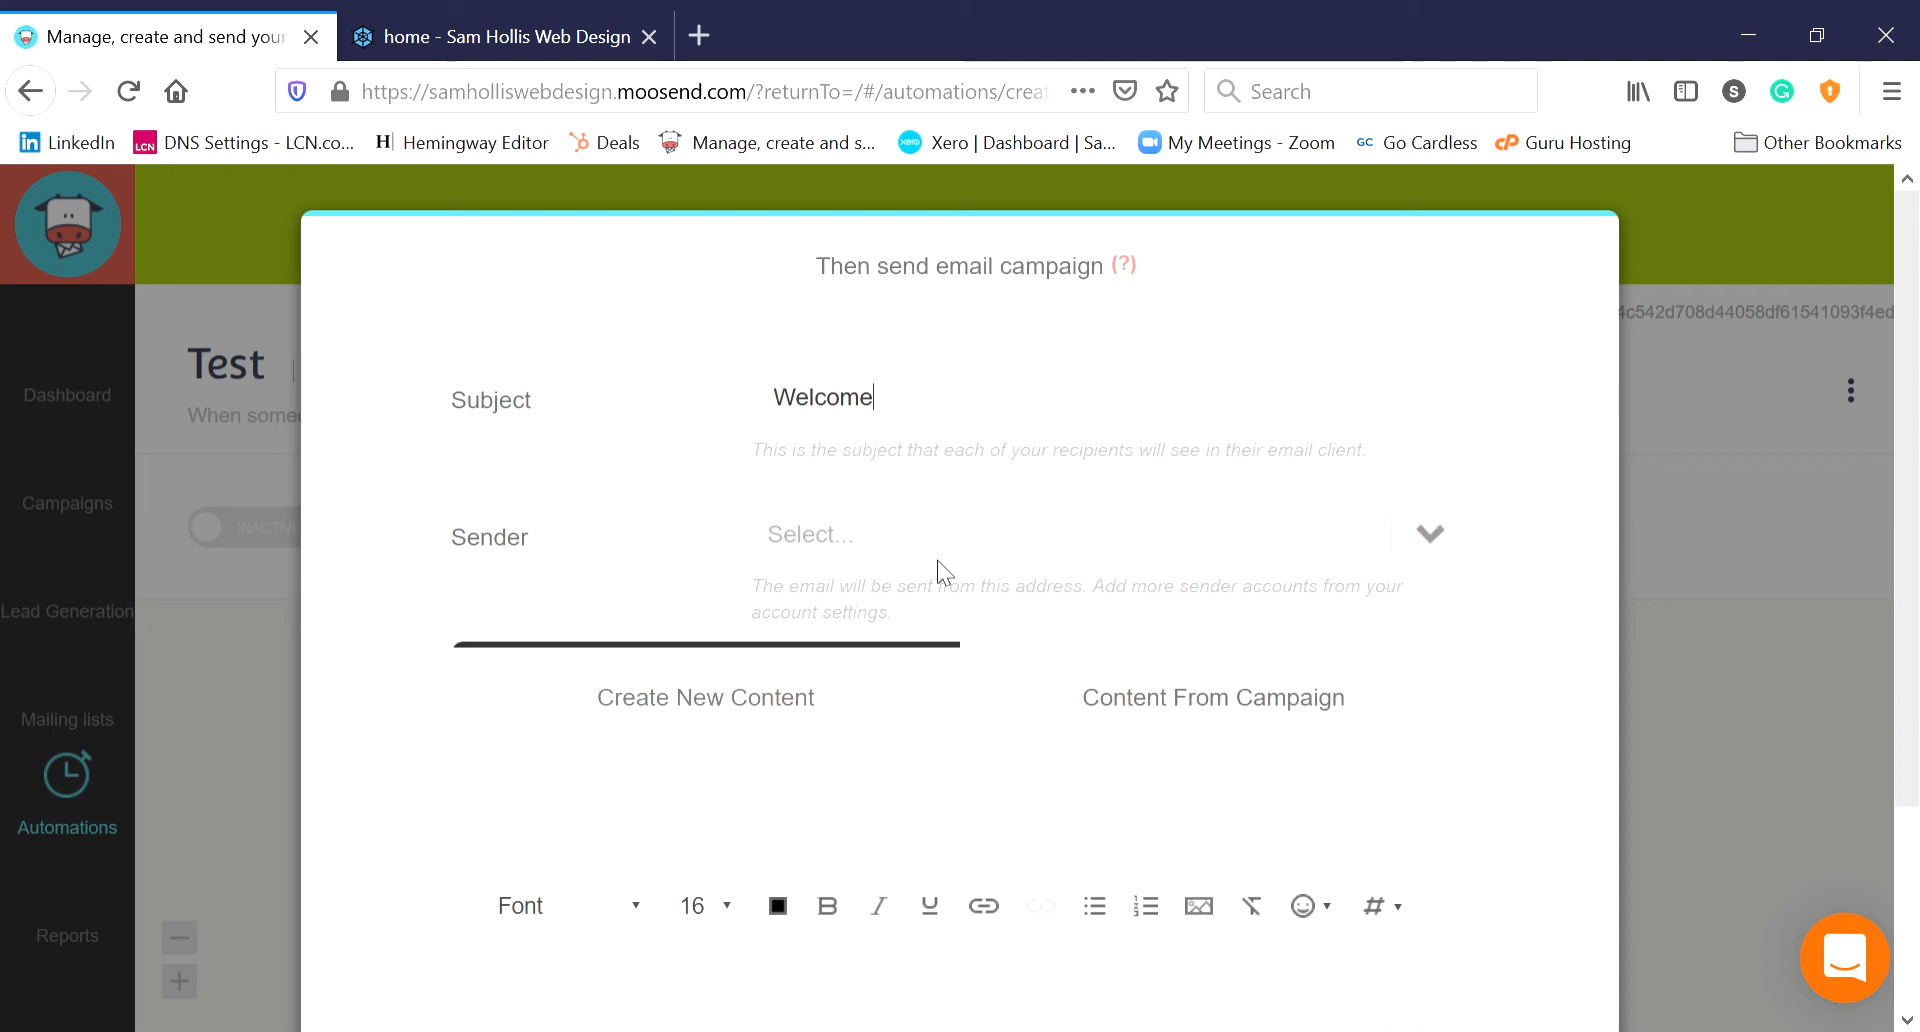 Manage, create and send your
home - Sam Hollis Web Design
https://samholliswebdesign.moosend.com/?returnTo=/#/automations/creat
Search
LinkedIn
LCN
DNS Settings - LCN.co...
Hemingway Editor
Deals
Manage, create and s...
xero
Xero | Dashboard | Sa...
My Meetings - Zoom
GC
Go Cardless
Guru Hosting
Other Bookmarks
Then send email campaign (?)
4c542d708d44058df61541093f4ed
Test
When some
INACTIVE
Subject
Welcome
This is the subject that each of your recipients will see in their email client.
Sender
Select...
The email will be sent from this address. Add more sender accounts from your
account settings.
Create New Content
Content From Campaign
Font
16
Dashboard
Campaigns
Lead Generation
Mailing lists
Automations
Reports